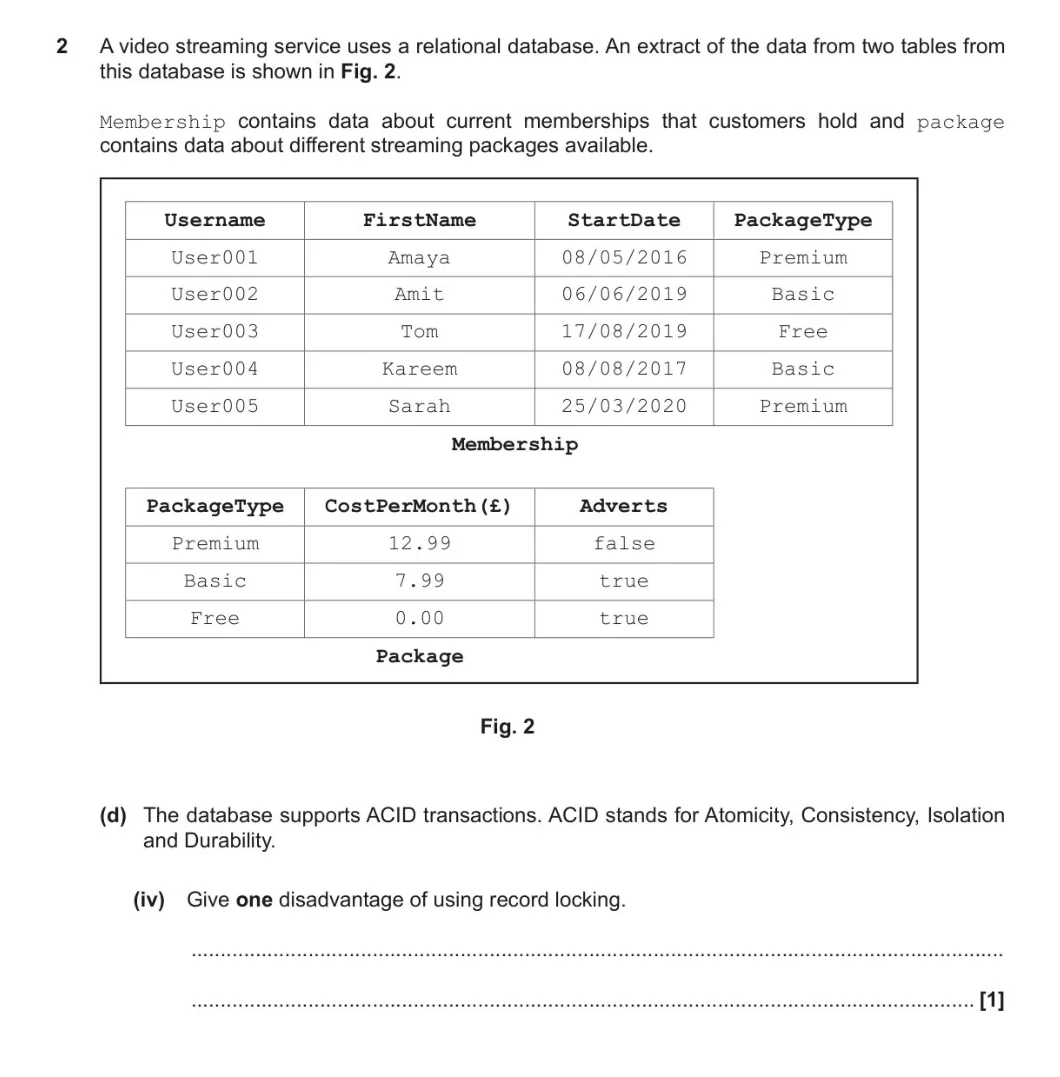 2 A video streaming service uses a relational database. An extract of the data from two tables from
this database is shown in Fig. 2.
Membership contains data about current memberships that customers hold and package
contains data about different streaming packages available.
Username FirstName StartDate PackageType
User001 Amaya 08/05/2016 Premium
User002 Amit 06/06/2019 Basic
User003 Tom 17/08/2019 Free
User004 Kareem 08/08/2017 Basic
User005 Sarah 25/03/2020 Premium
Membership
PackageType CostPerMonth(£) Adverts
Premium 12.99 false
Basic 7.99 true
Free 0.00 true
Package
Fig. 2
(d) The database supports ACID transactions. ACID stands for Atomicity, Consistency, Isolation
and Durability.
(iv) Give one disadvantage of using record locking.
[1]